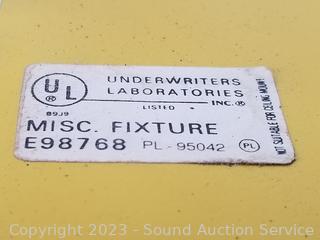 UL
®
UNDERWRITERS
LABORATORIES
INC.®
LISTED
89J9
MISC. FIXTURE
E98768 PL-95042 PL
NOT SUITABLE FOR CEILING MOUNT
Copyright 2023 - Sound Auction Service